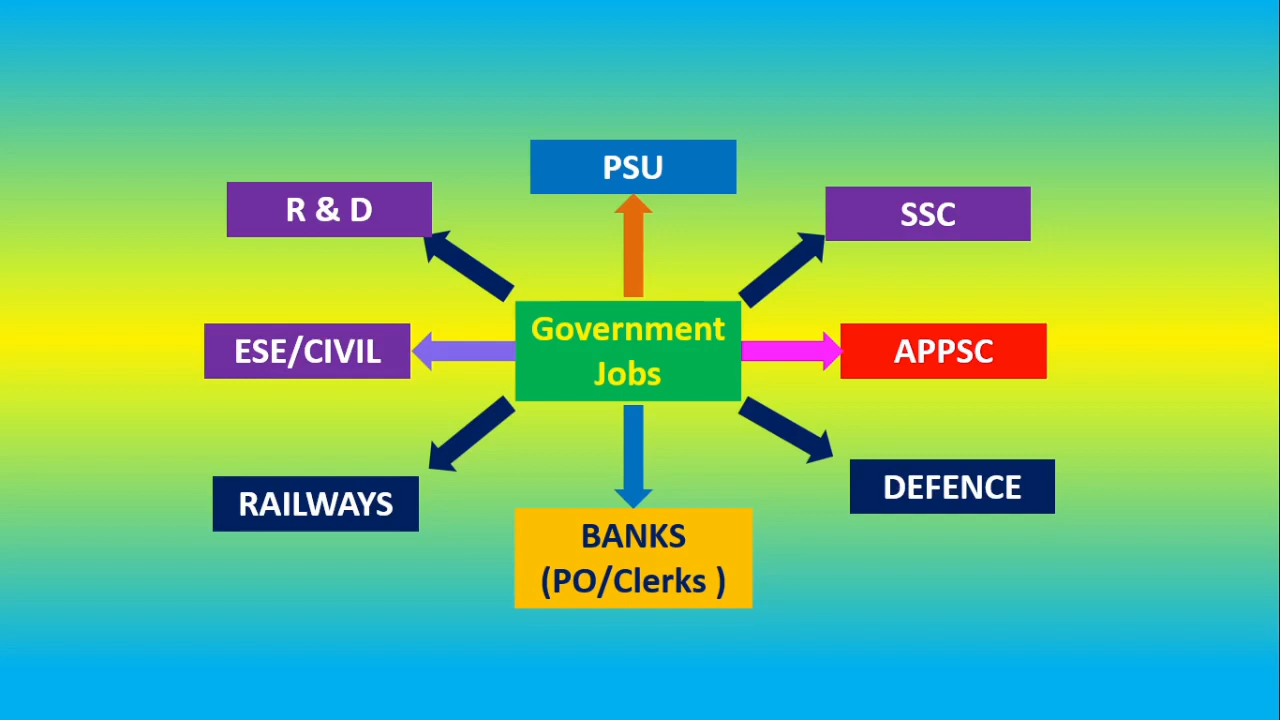 PSU
R & D
SSC
Government
Jobs
ESE/CIVIL
APPSC
RAILWAYS
DEFENCE
BANKS
(PO/Clerks )